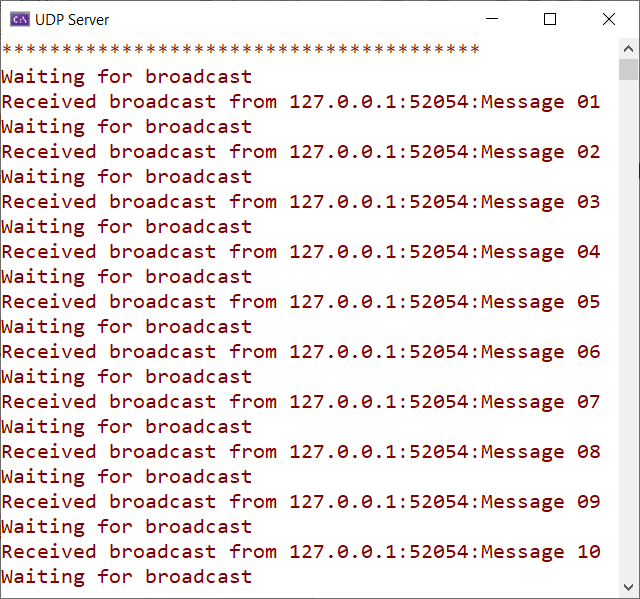 UDP Server
****************************************
Waiting for broadcast
Received broadcast from 127.0.0.1:52054:Message 01
Waiting for broadcast
Received broadcast from 127.0.0.1:52054:Message 02
Waiting for broadcast
Received broadcast from 127.0.0.1:52054:Message 03
Waiting for broadcast
Received broadcast from 127.0.0.1:52054:Message 04
Waiting for broadcast
Received broadcast from 127.0.0.1:52054:Message 05
Waiting for broadcast
Received broadcast from 127.0.0.1:52054:Message 06
Waiting for broadcast
Received broadcast from 127.0.0.1:52054:Message 07
Waiting for broadcast
Received broadcast from 127.0.0.1:52054:Message 08
Waiting for broadcast
Received broadcast from 127.0.0.1:52054:Message 09
Waiting for broadcast
Received broadcast from 127.0.0.1:52054:Message 10
Waiting for broadcast